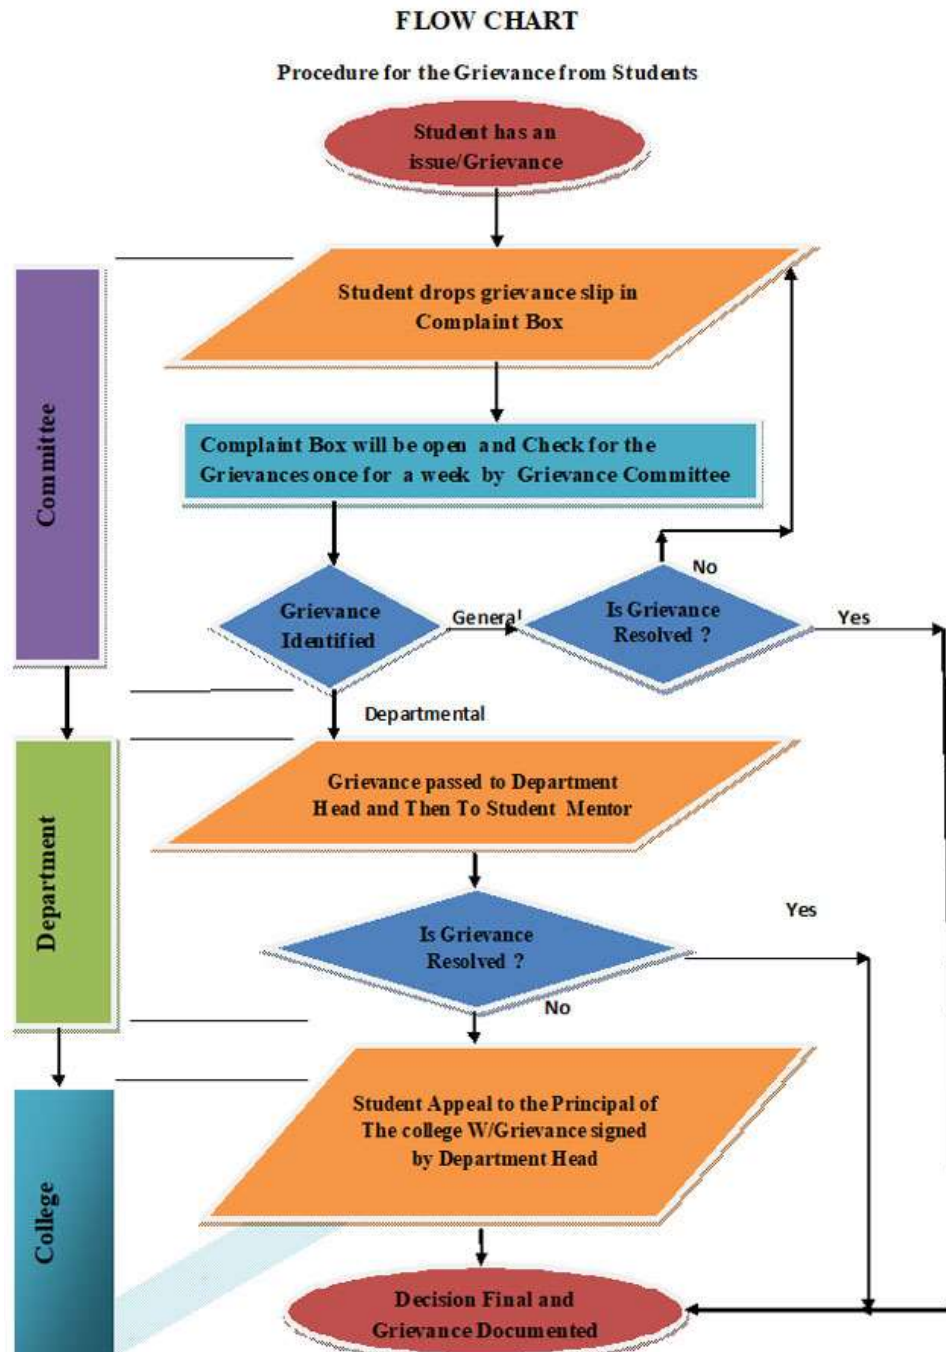 FLOW CHART
Procedure for the Grievance from Students
Student has an
issue/Grievance
Student drops grievance slip in
Complaint Box
Committee
Complaint Box will be open and Check for the
Grievances once for a week by Grievance Committee
No
Grievance
Identified
General
Is Grievance
Resolved ?
Yes
Departmental
Department
Grievance passed to Department
Head and Then To Student Mentor
Yes
Is Grievance
Resolved ?
No
College
Student Appeal to the Principal of
The college W/Grievance signed
by Department Head
Decision Final and
Grievance Documented